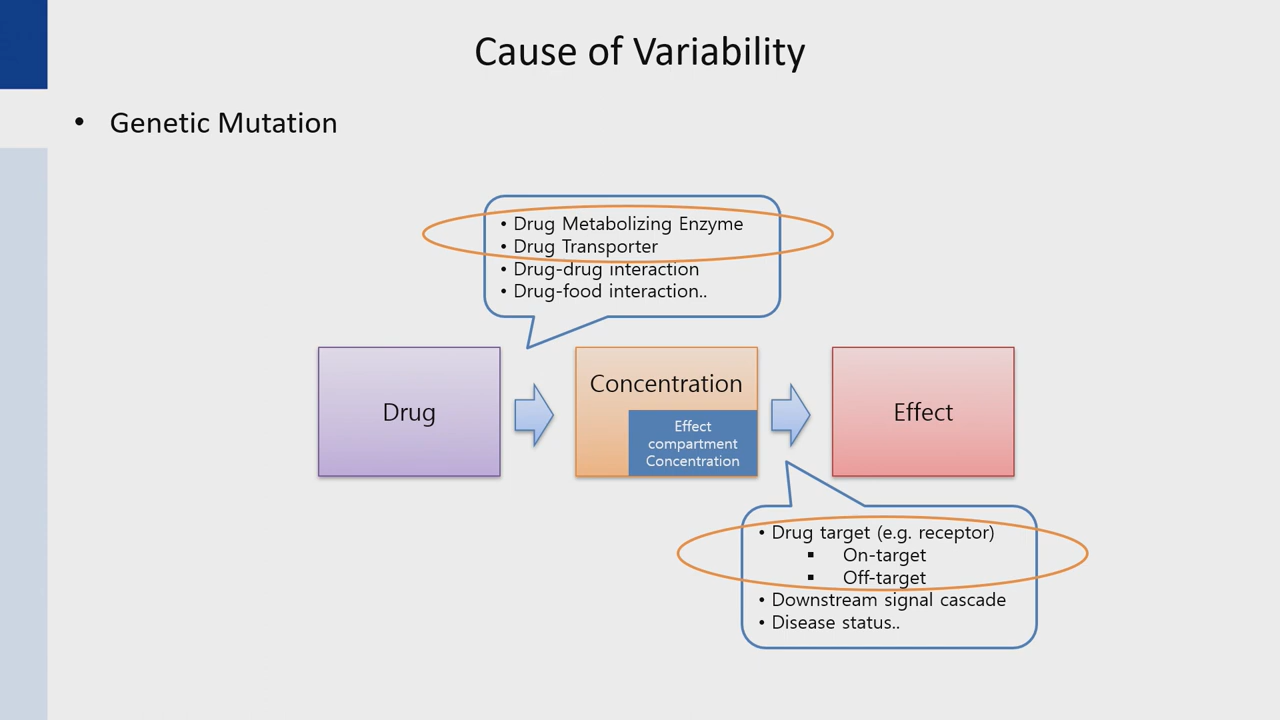 Cause of Variability
• Genetic Mutation
• Drug Metabolizing Enzyme
• Drug Transporter
• Drug-drug interaction
• Drug-food interaction..
Drug
Concentration
Effect
compartment
Concentration
Effect
• Drug target (e.g. receptor)
▪ On-target
▪ Off-target
• Downstream signal cascade
• Disease status..